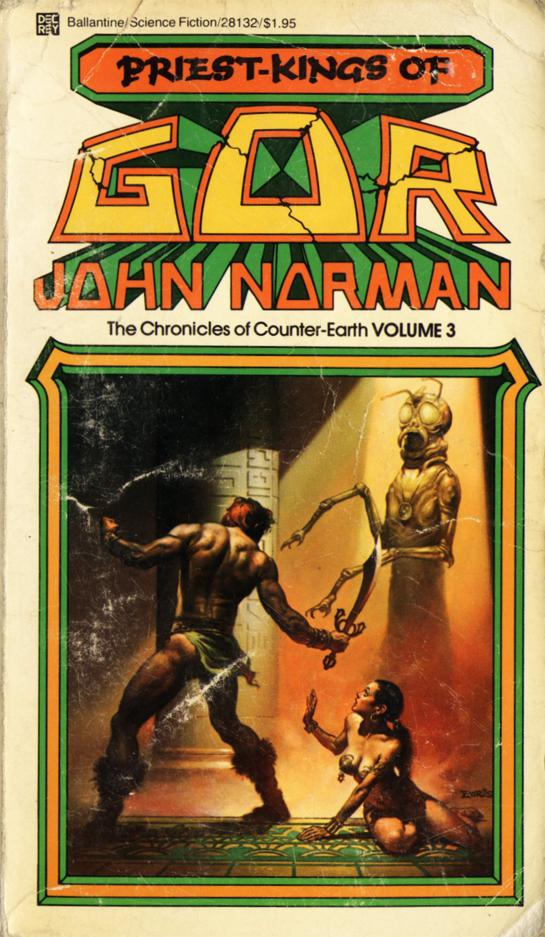 DEL
REY
Ballantine/Science Fiction/28132/$1.95
PRIEST-KINGS OF
GOR
JOHN NORMAN
The Chronicles of Counter-Earth VOLUME 3
BORIS